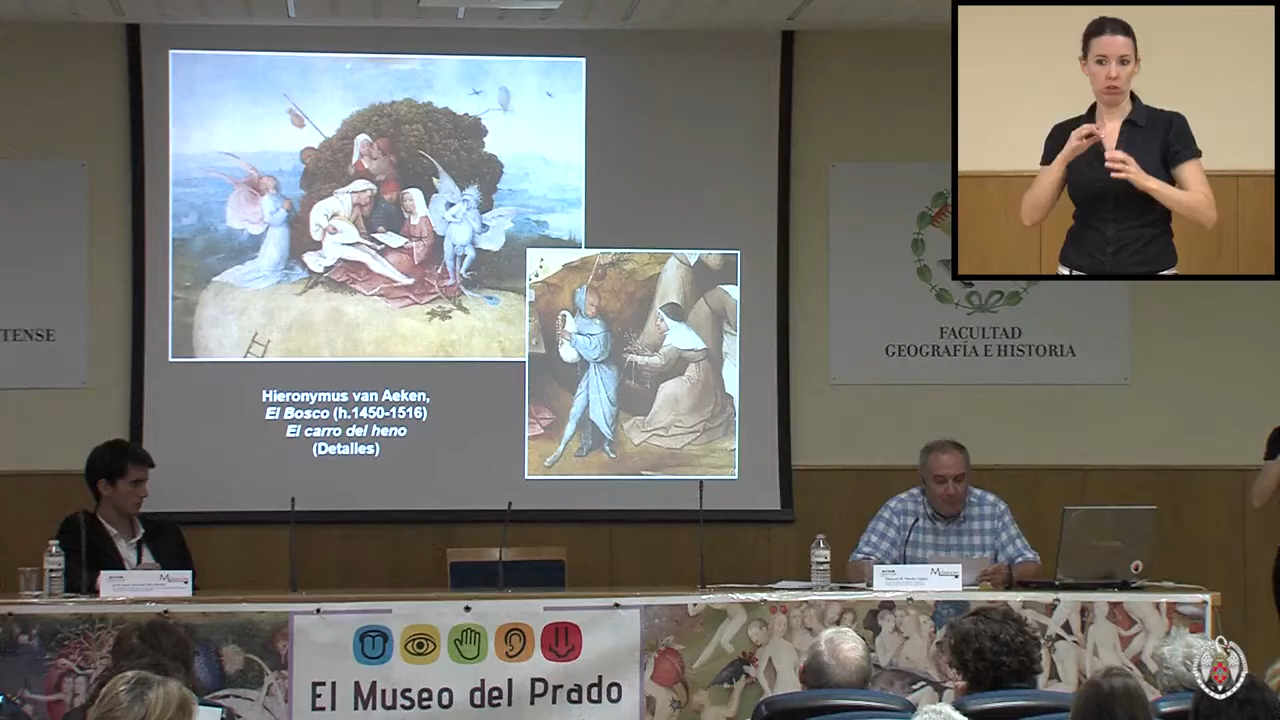 Hieronymus van Aeken,
El Bosco (h.1450-1516)
El carro del heno
(Detalles)
TENSE
FACULTAD
GEOGRAFÍA E HISTORIA
El Museo del Prado